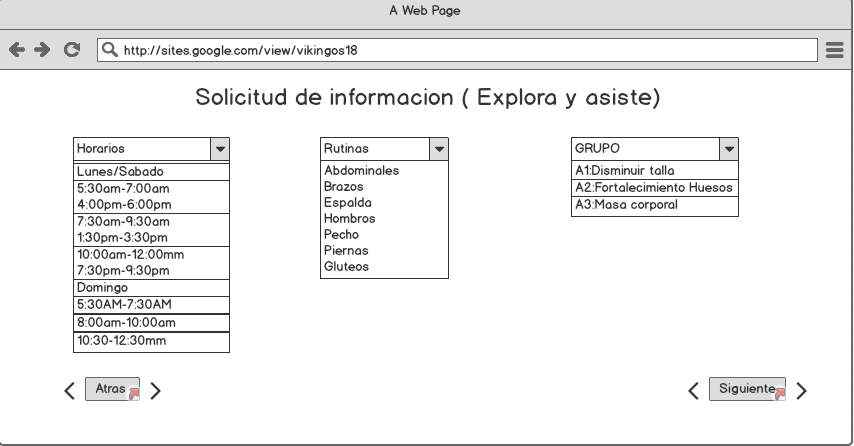 A Web Page
http://sites.google.com/view/vikingos18
Solicitud de informacion ( Explora y asiste)
Horarios
Lunes/Sabado
5:30am-7:00am
4:00pm-6:00pm
7:30am-9:30am
1:30pm-3:30pm
10:00am-12:00mm
7:30pm-9:30pm
Domingo
5:30AM-7:30AM
8:00am-10:00am
10:30-12:30mm
Rutinas
Abdominales
Brazos
Espalda
Hombros
Pecho
Piernas
Gluteos
GRUPO
A1:Disminuir talla
A2:Fortalecimiento Huesos
A3:Masa corporal
Atras
Siguiente